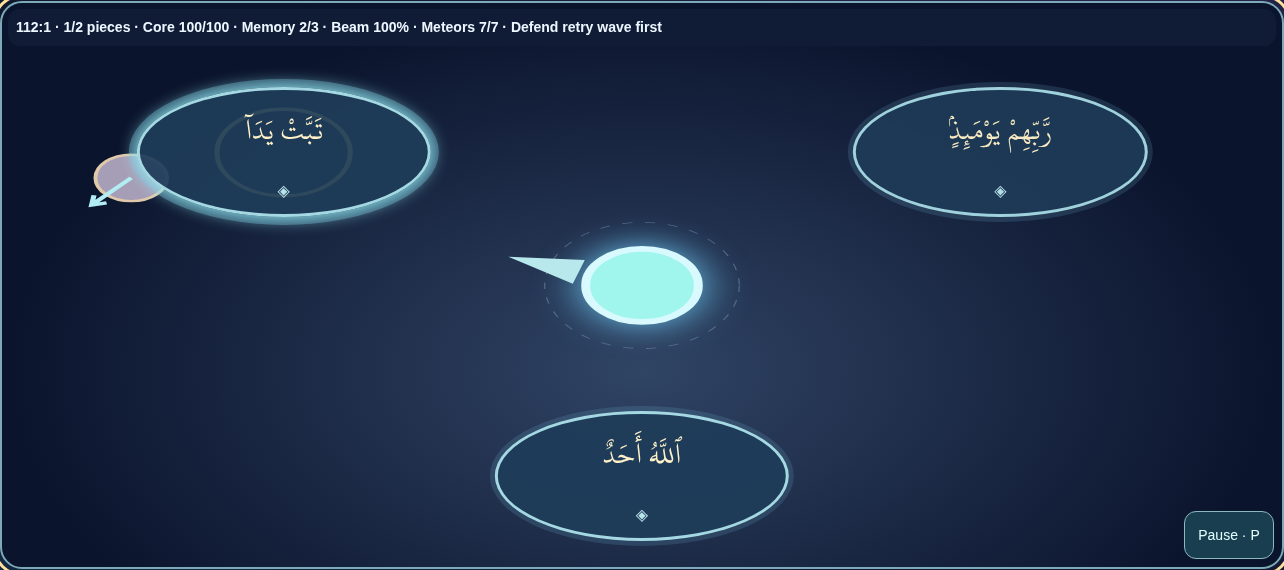 112:1 · 1/2 pieces · Core 100/100 · Memory 2/3 · Beam 100% · Meteors 7/7 · Defend retry wave first
تَبَّتْ يَدَآ
رَّبِّهِمْ يَوْمَئِذٍۢ
ٱللَّهُ أَحَدٌ
Pause · P